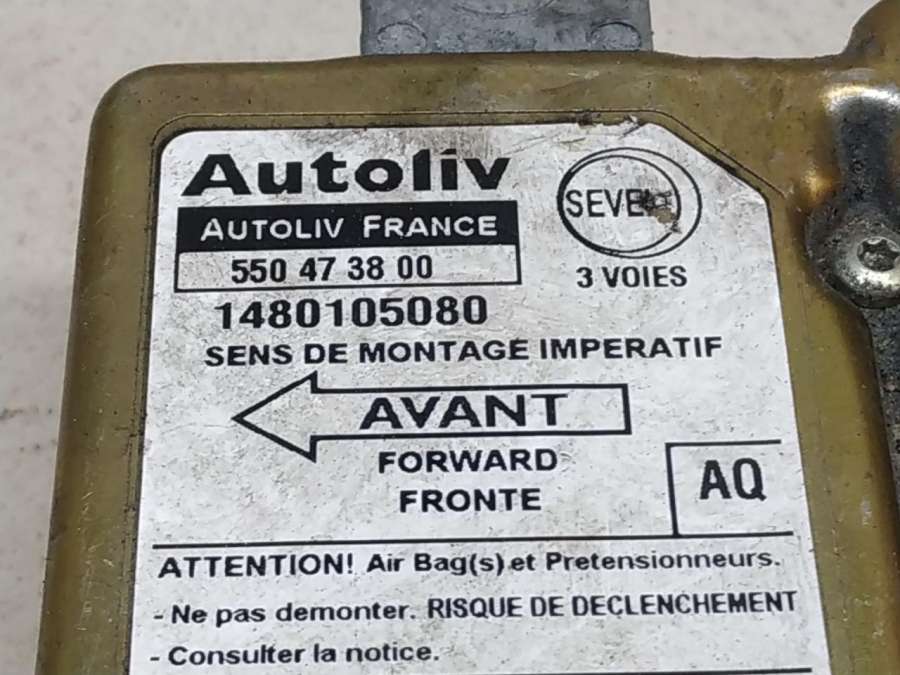 Autoliv
AUTOLIV FRANCE
550 47 38 00
1480105080
3 VOIES
SENS DE MONTAGE IMPERATIF
AVANT
FORWARD
FRONTE
AQ
ATTENTION! Air Bag(s) et Pretensionneurs.
- Ne pas demonter. RISQUE DE DECLENCHEMENT
- Consulter la notice.